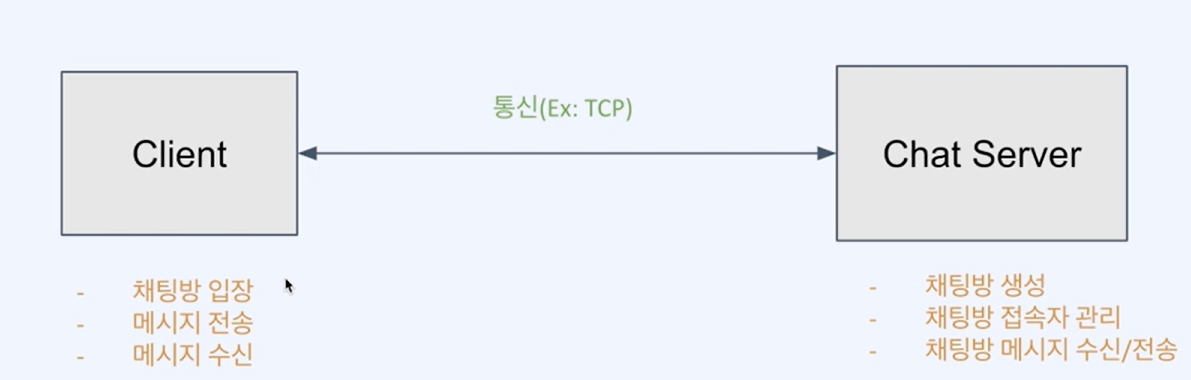 통신(Ex: TCP)
Client
Chat Server
- 채팅방 입장
- 메시지 전송
- 메시지 수신
- 채팅방 생성
- 채팅방 접속자 관리
- 채팅방 메시지 수신/전송